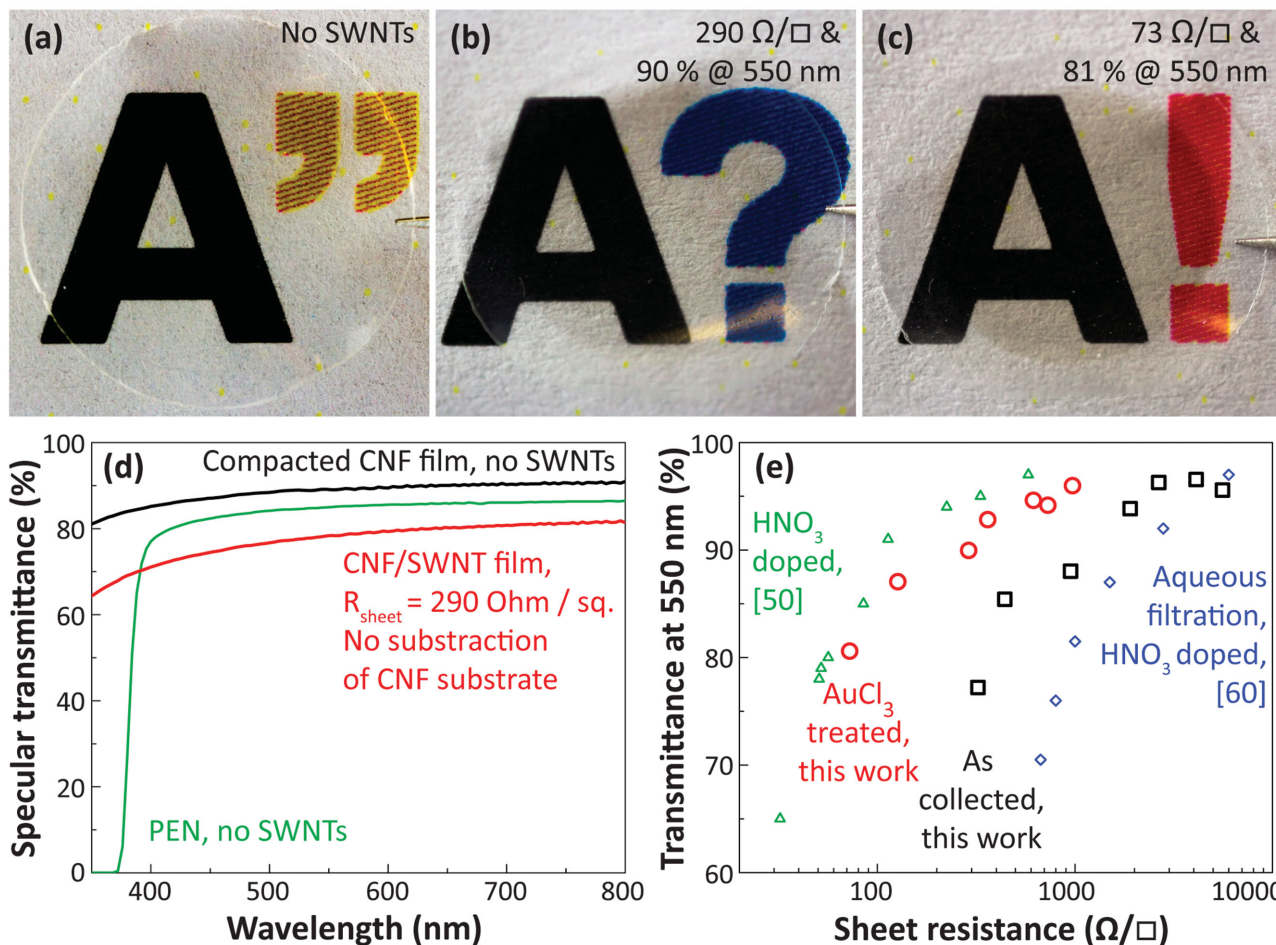 (a)
No SWNTs
A”
(b)
290 Ω/□ &
90 % @ 550 nm
A?
(c)
73 Ω/□ &
81 % @ 550 nm
A!
(d)
Specular transmittance (%)
100
80
60
40
20
0
Compacted CNF film, no SWNTs
CNF/SWNT film,
R_sheet = 290 Ohm / sq.
No substraction
of CNF substrate
PEN, no SWNTs
400
500
600
700
800
Wavelength (nm)
(e)
Transmittance at 550 nm (%)
100
90
80
70
60
HNO₃
doped,
[50]
AuCl₃
treated,
this work
As
collected,
this work
Aqueous
filtration,
HNO₃ doped,
[60]
100
1000
10000
Sheet resistance (Ω/□)